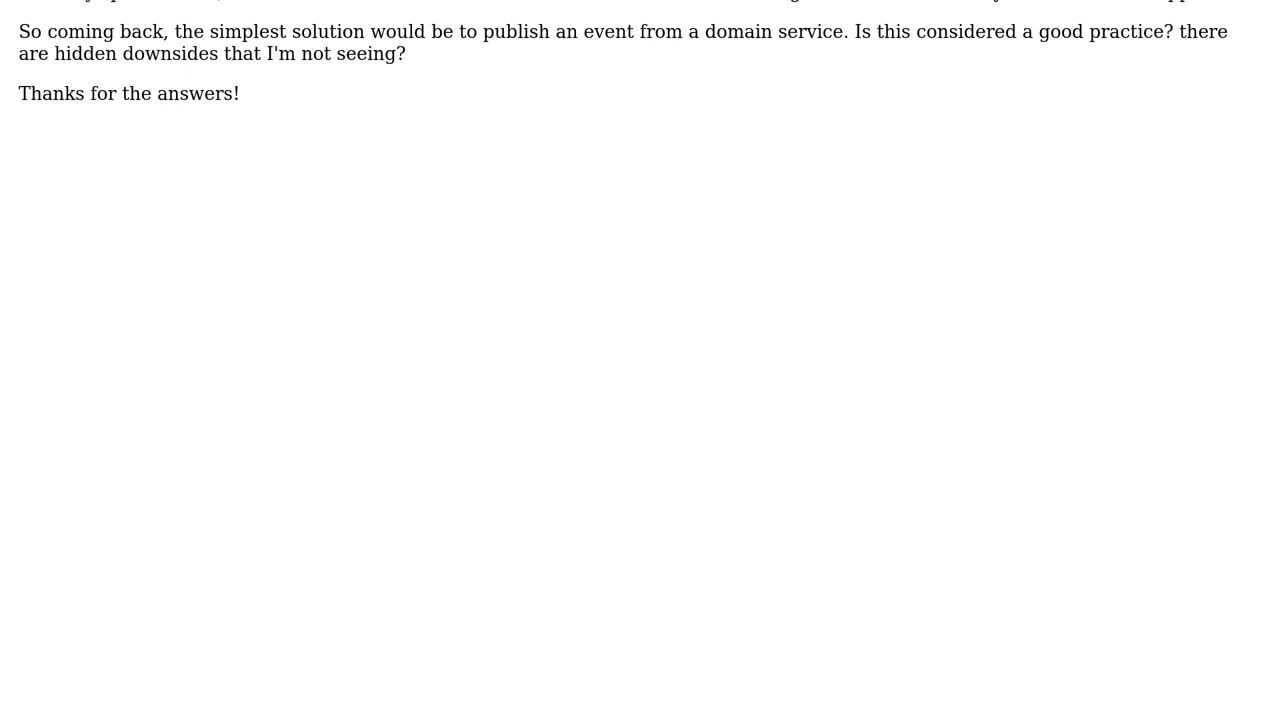 So coming back, the simplest solution would be to publish an event from a domain service. Is this considered a good practice? there
are hidden downsides that I'm not seeing?
Thanks for the answers!